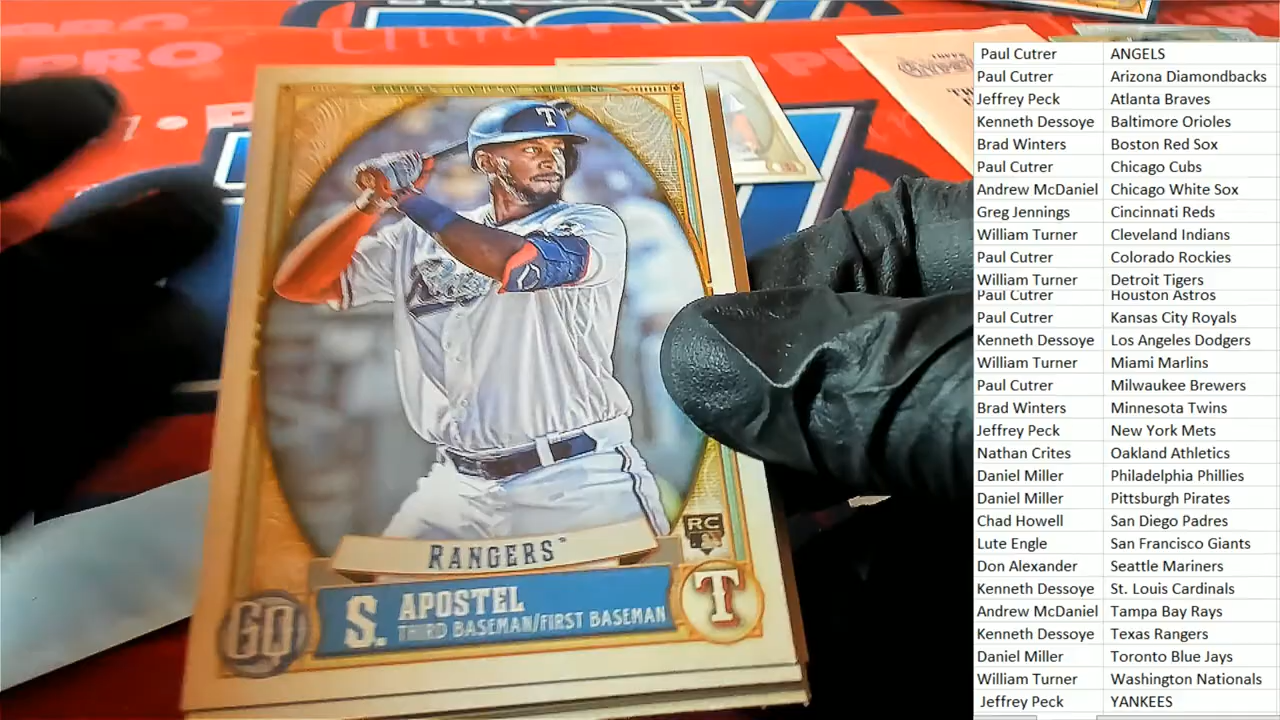 PRO
Ultra
PRO
RANGERS
S. APOSTEL
THIRD BASEMAN/FIRST BASEMAN
RC
T
T
GQ
Paul Cutrer ANGELS
Paul Cutrer Arizona Diamondbacks
Jeffrey Peck Atlanta Braves
Kenneth Dessoye Baltimore Orioles
Brad Winters Boston Red Sox
Paul Cutrer Chicago Cubs
Andrew McDaniel Chicago White Sox
Greg Jennings Cincinnati Reds
William Turner Cleveland Indians
Paul Cutrer Colorado Rockies
William Turner Detroit Tigers
Paul Cutrer Houston Astros
Paul Cutrer Kansas City Royals
Kenneth Dessoye Los Angeles Dodgers
William Turner Miami Marlins
Paul Cutrer Milwaukee Brewers
Brad Winters Minnesota Twins
Jeffrey Peck New York Mets
Nathan Crites Oakland Athletics
Daniel Miller Philadelphia Phillies
Daniel Miller Pittsburgh Pirates
Chad Howell San Diego Padres
Lute Engle San Francisco Giants
Don Alexander Seattle Mariners
Kenneth Dessoye St. Louis Cardinals
Andrew McDaniel Tampa Bay Rays
Kenneth Dessoye Texas Rangers
Daniel Miller Toronto Blue Jays
William Turner Washington Nationals
Jeffrey Peck YANKEES